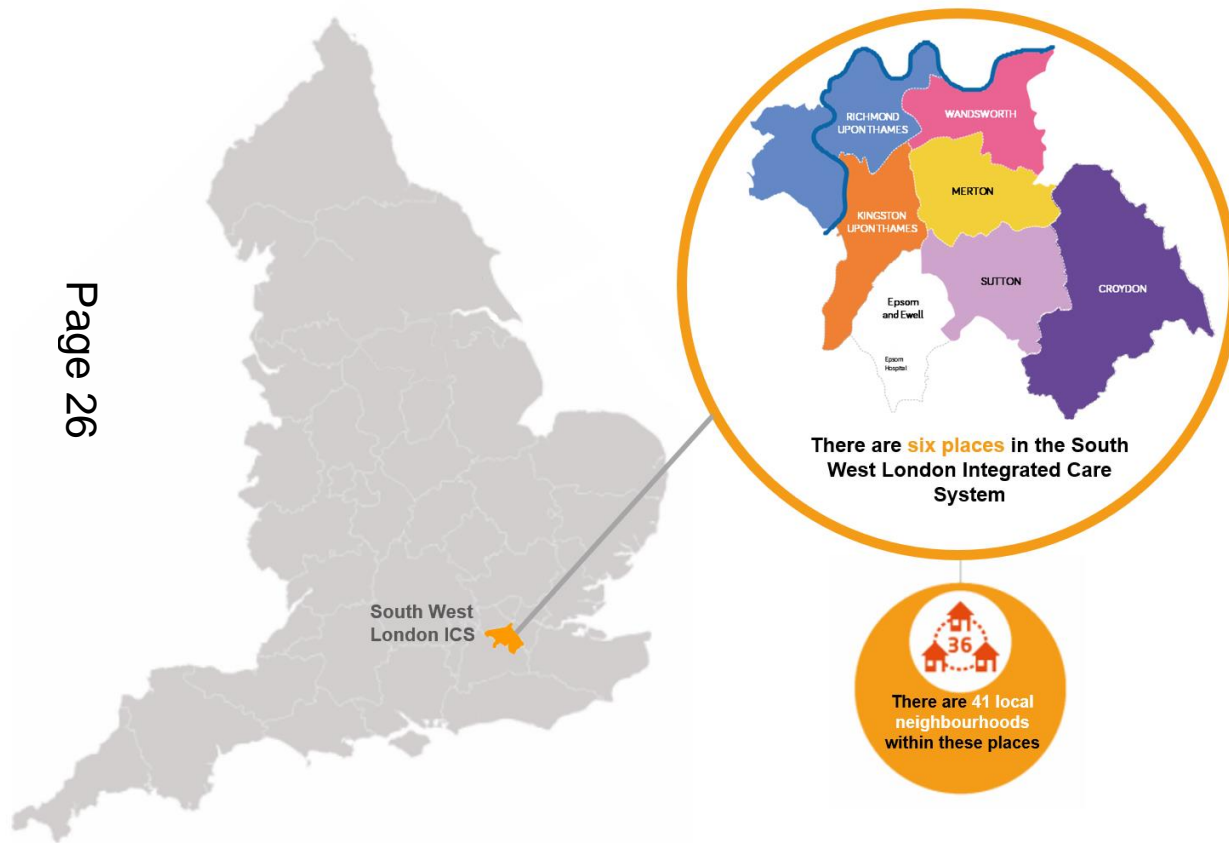 Page 26
RICHMOND
UPON THAMES
WANDSWORTH
MERTON
KINGSTON
UPON THAMES
SUTTON
CROYDON
Epsom
and Ewell
Epsom
Hospital
There are six places in the South
West London Integrated Care
System
South West
London ICS
36
There are 41 local
neighbourhoods
within these places